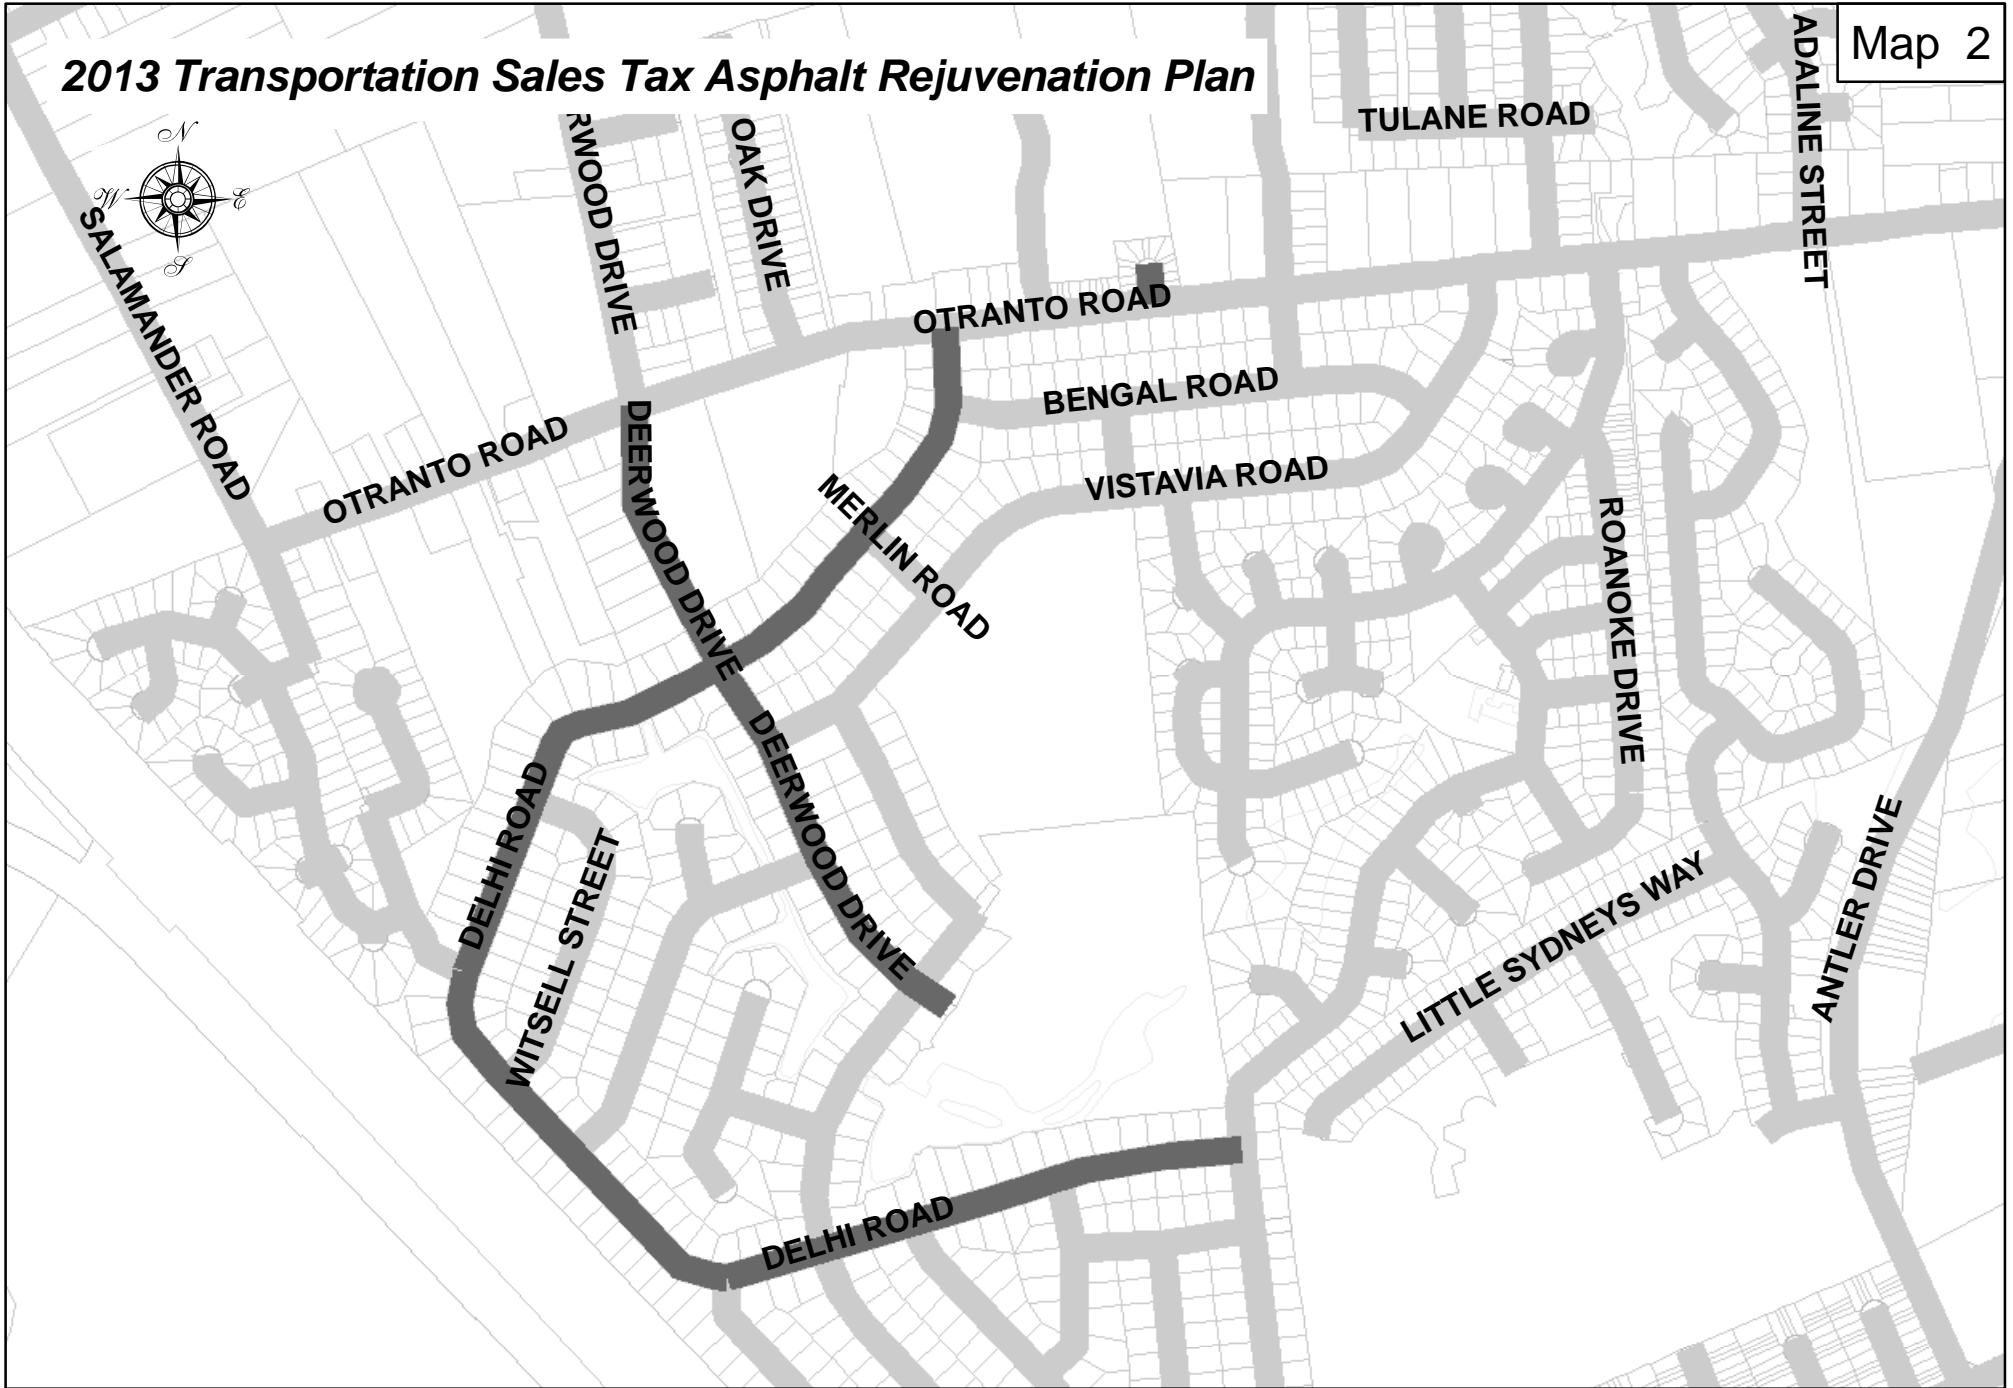 2013 Transportation Sales Tax Asphalt Rejuvenation Plan
Map 2
N
W
E
S
TULANE ROAD
ADALINE STREET
RWOOD DRIVE
OAK DRIVE
SALAMANDER ROAD
OTRANTO ROAD
OTRANTO ROAD
BENGAL ROAD
VISTAVIA ROAD
DEERWOOD DRIVE
MERLIN ROAD
ROANOKE DRIVE
DEERWOOD DRIVE
DELHI ROAD
WITSELL STREET
LITTLE SYDNEYS WAY
ANTLER DRIVE
DELHI ROAD